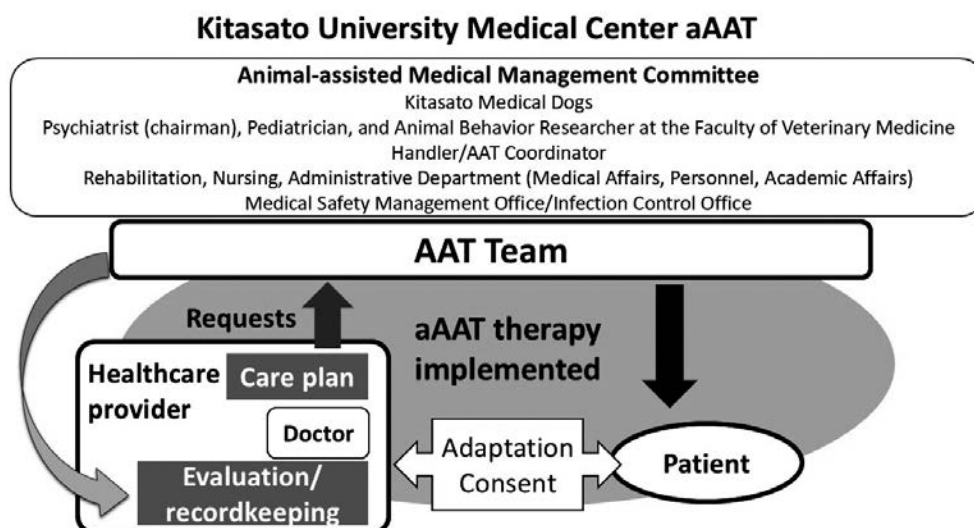 Kitasato University Medical Center aAAT
Animal-assisted Medical Management Committee
Kitasato Medical Dogs
Psychiatrist (chairman), Pediatrician, and Animal Behavior Researcher at the Faculty of Veterinary Medicine
Handler/AAT Coordinator
Rehabilitation, Nursing, Administrative Department (Medical Affairs, Personnel, Academic Affairs)
Medical Safety Management Office/Infection Control Office
AAT Team
Requests
aAAT therapy
implemented
Healthcare
provider
Care plan
Doctor
Evaluation/
recordkeeping
Adaptation
Consent
Patient